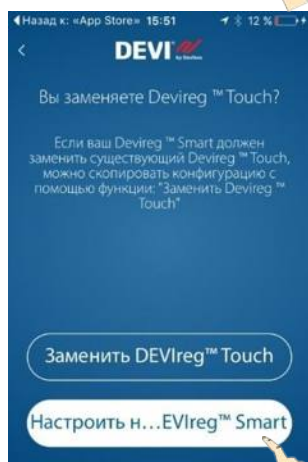 Назад к: «App Store» 15:51 12 %
DEVI
by Danfoss
Вы заменяете Devireg ™ Touch?
Если ваш Devireg ™ Smart должен
заменить существующий Devireg ™ Touch,
можно скопировать конфигурацию с
помощью функции: "Заменить Devireg ™
Touch"
Заменить DEVIreg™ Touch
Настроить н...EVIreg™ Smart